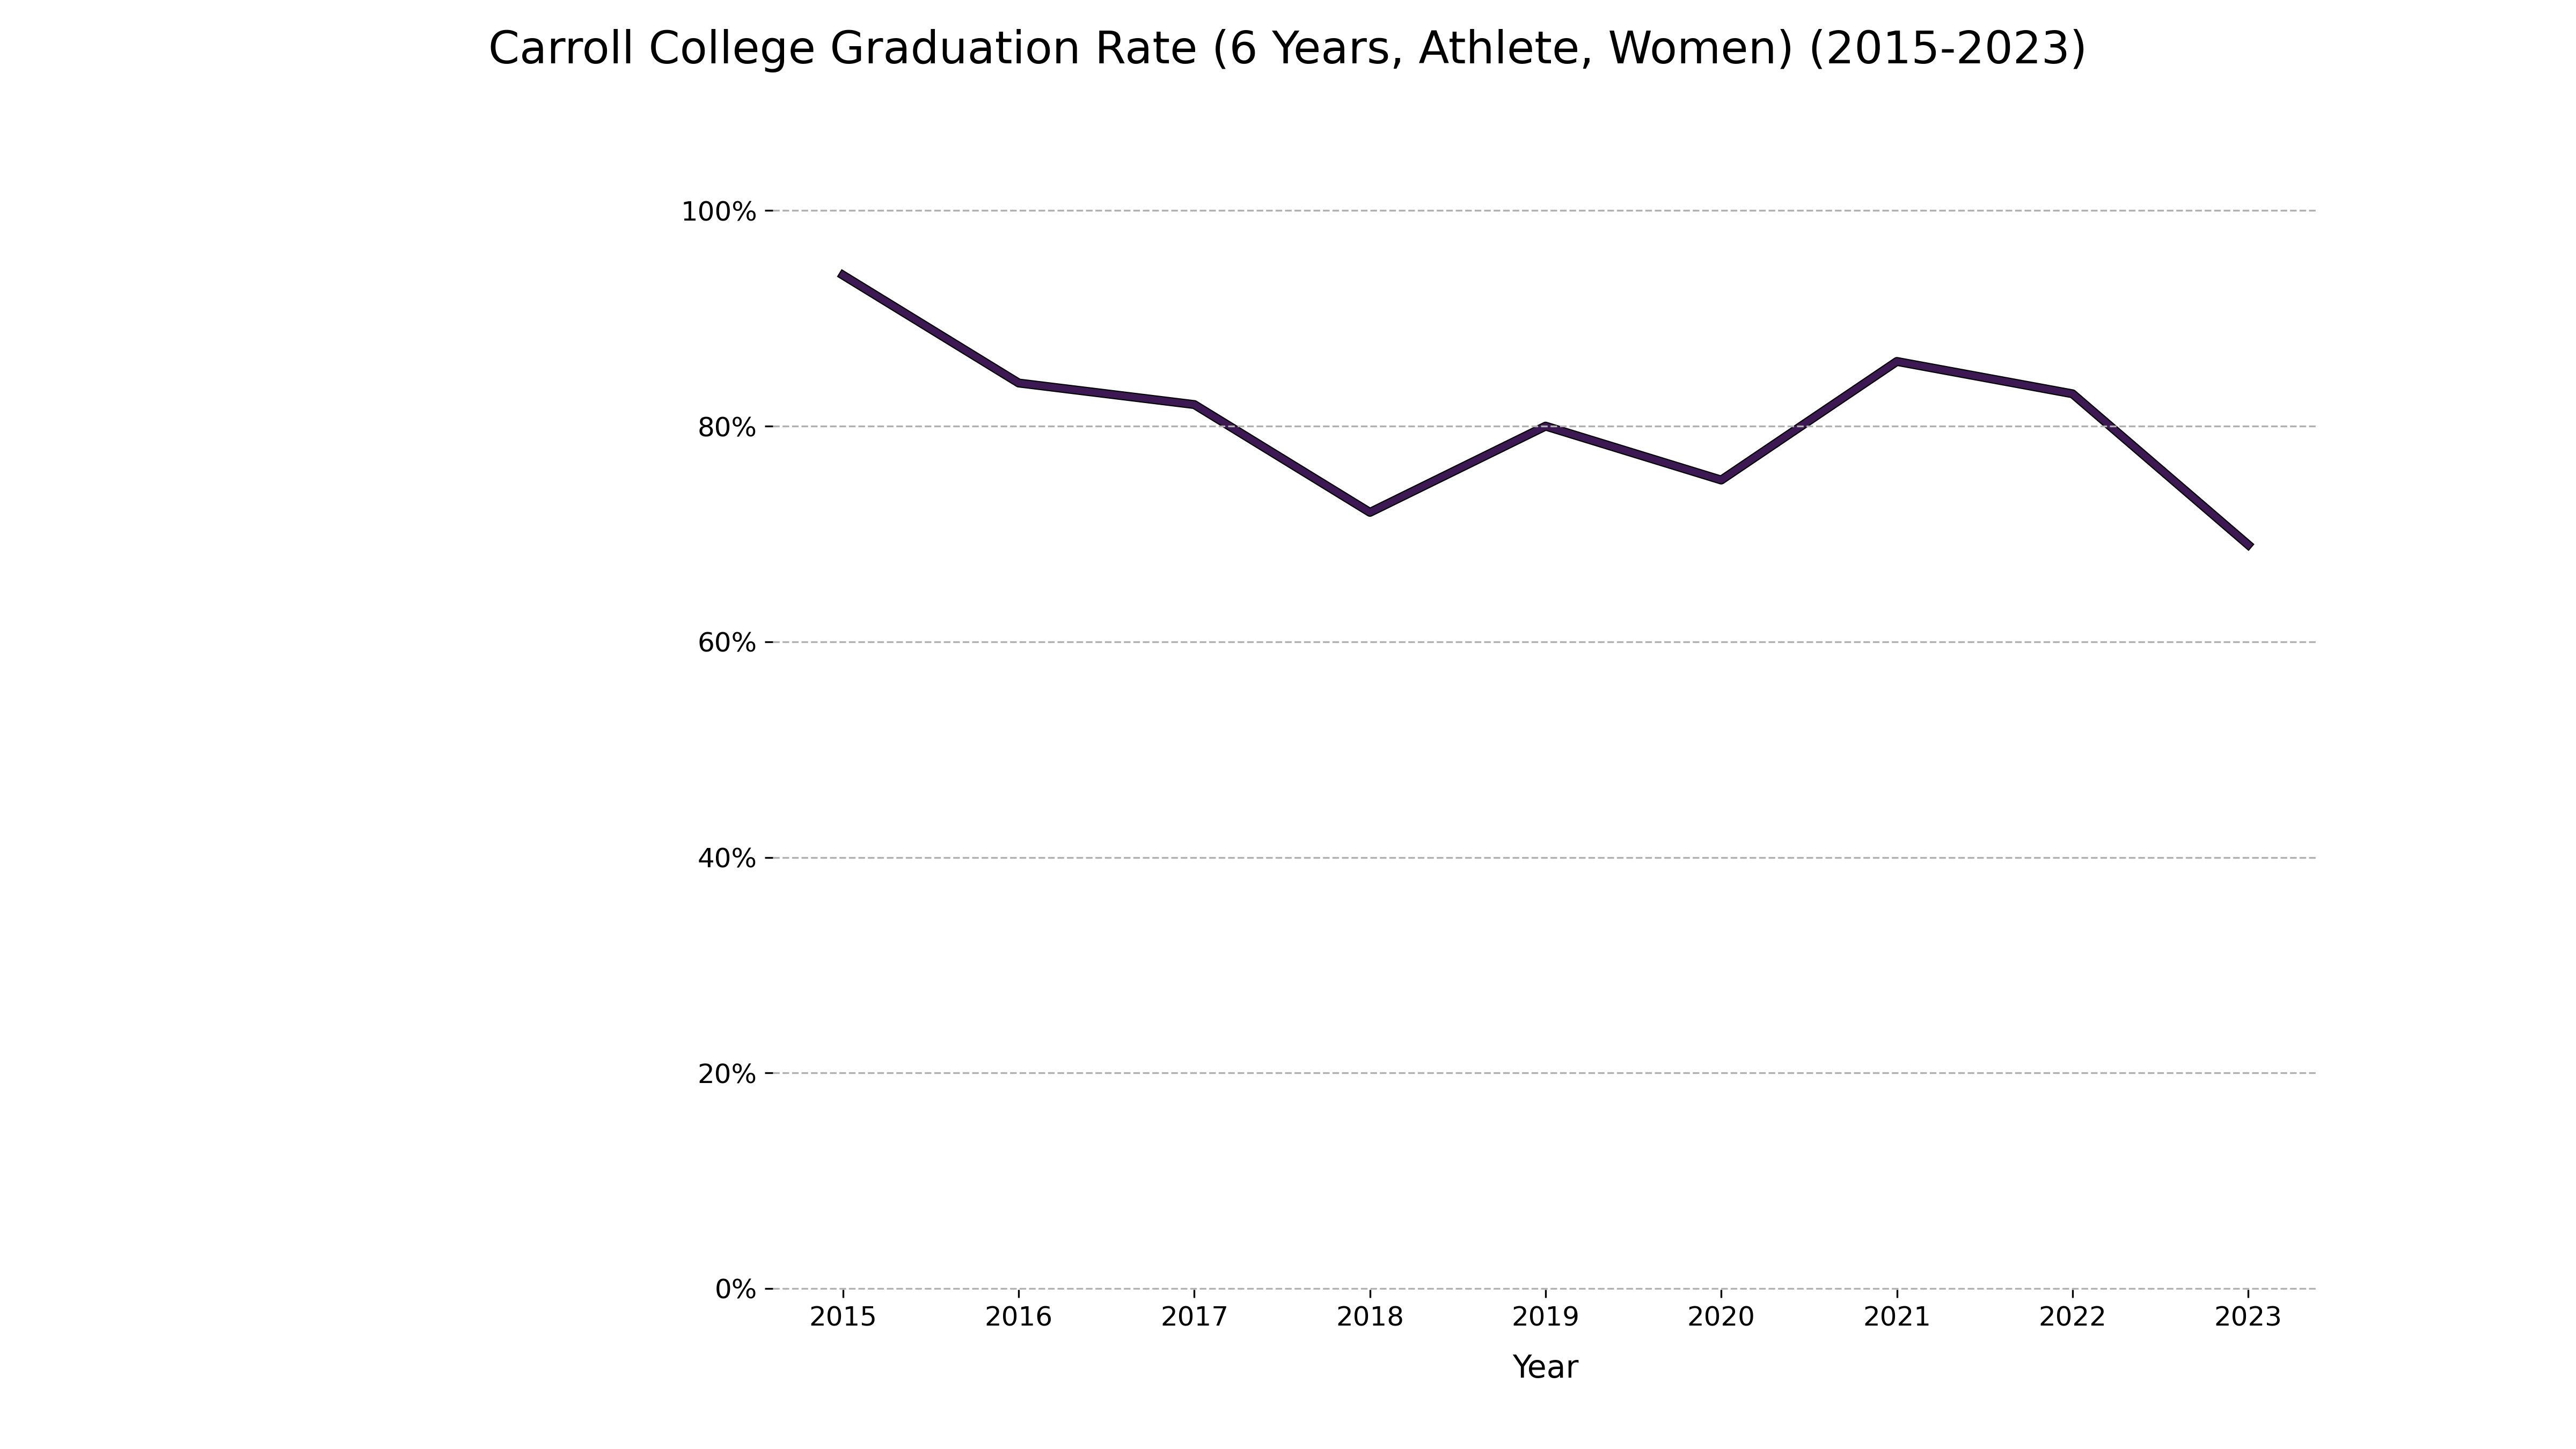 Carroll College Graduation Rate (6 Years, Athlete, Women) (2015-2023)
100%
80%
60%
40%
20%
0%
2015 2016 2017 2018 2019 2020 2021 2022 2023
Year